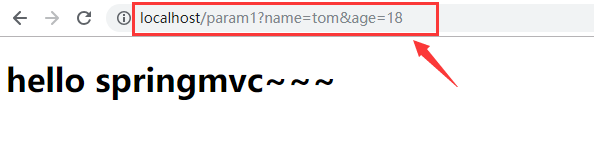 localhost/param1?name=tom&age=18
hello springmvc~~~